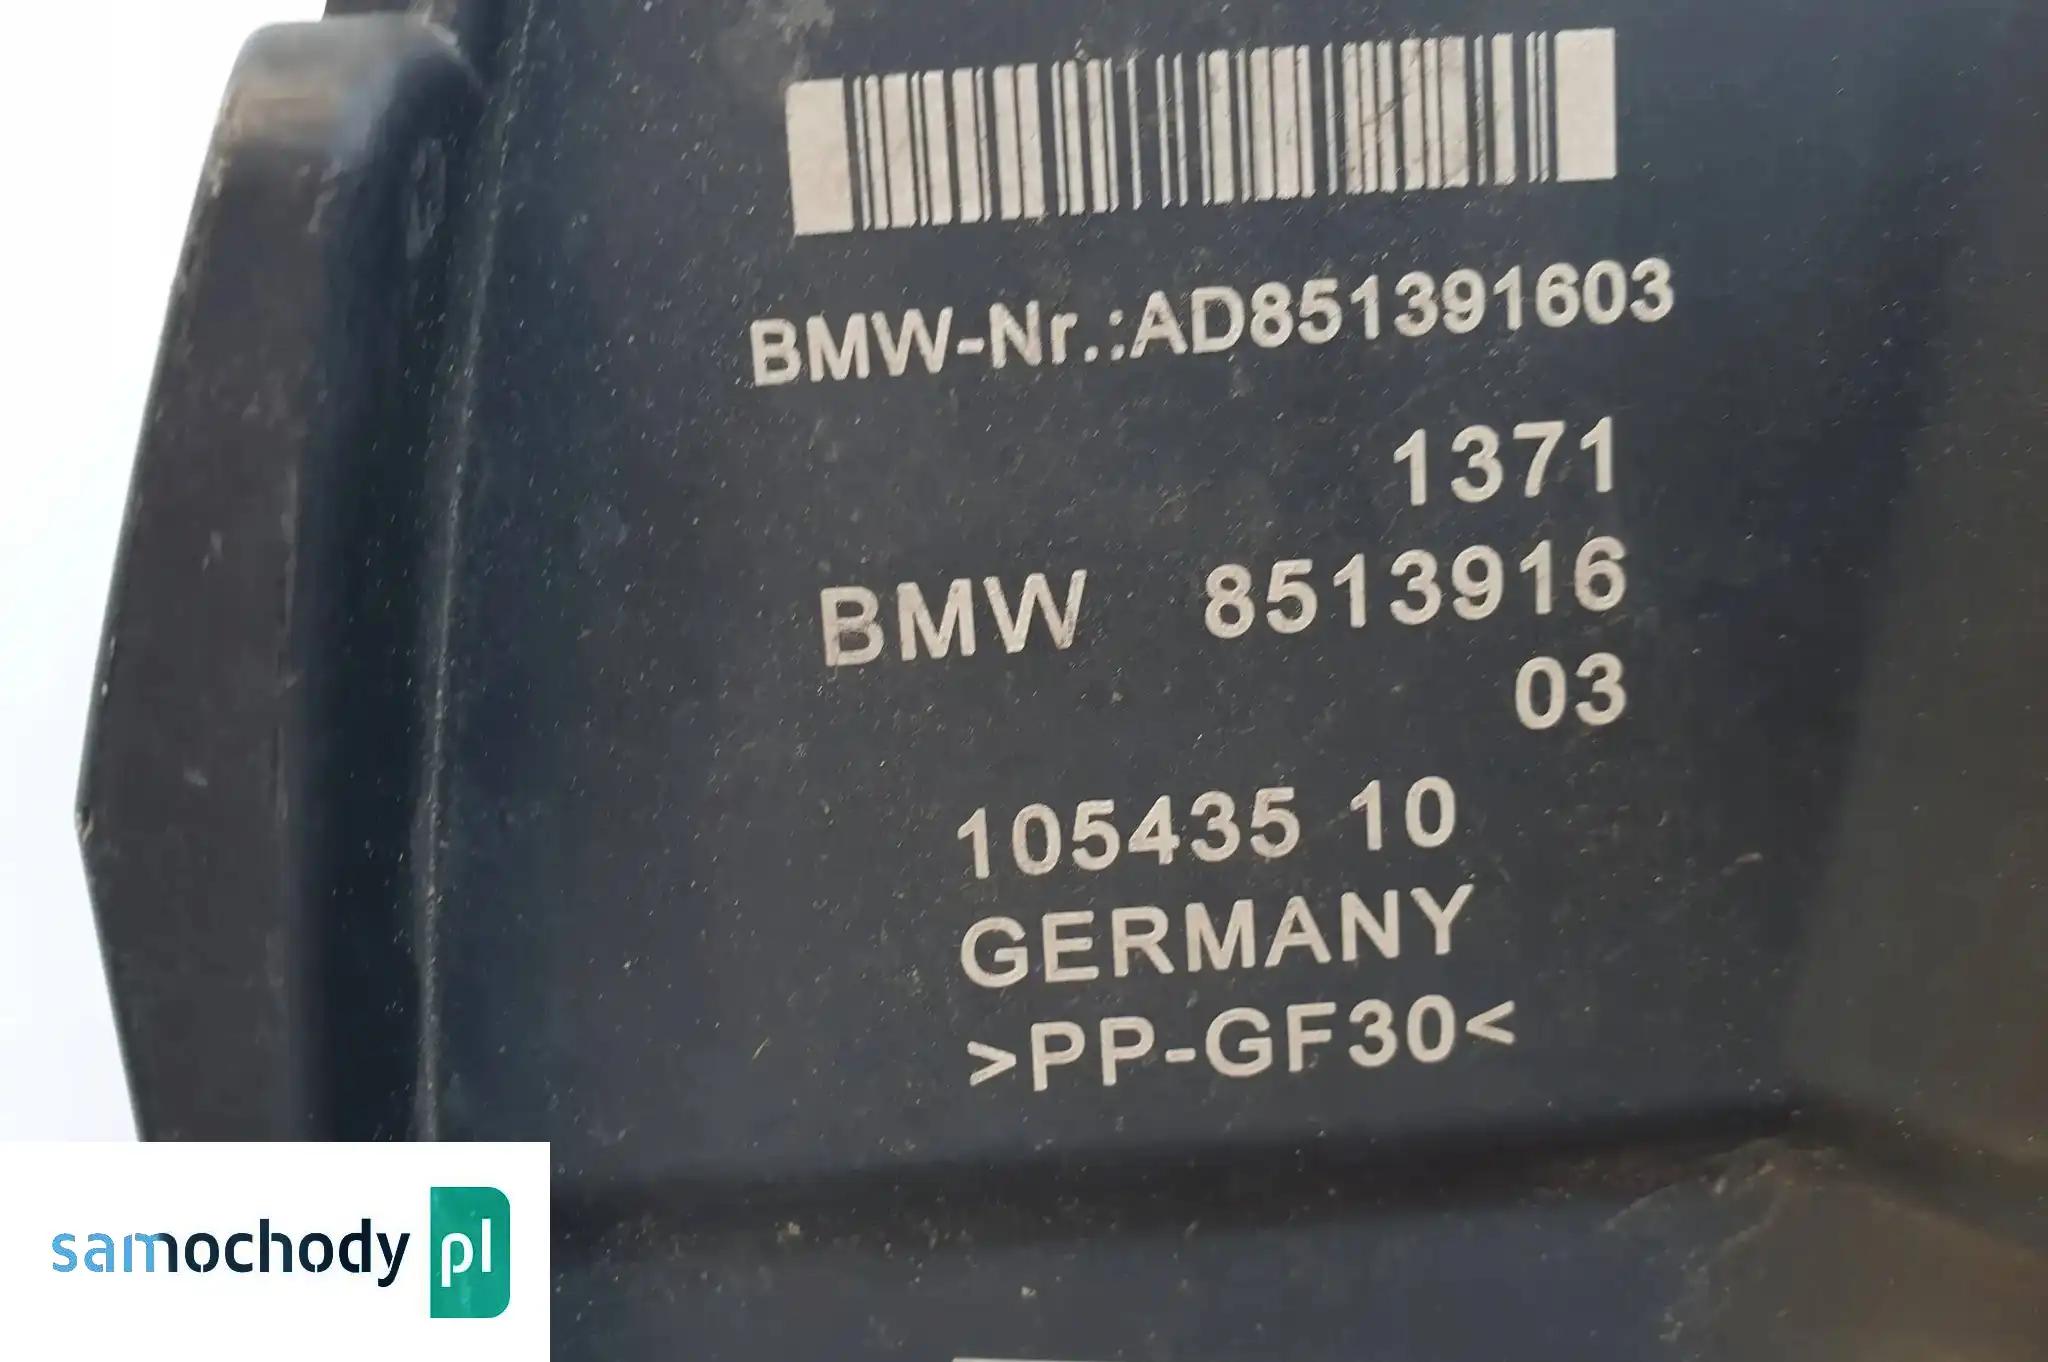 BMW-Nr.:AD851391603
1371
BMW 8513916
03
105435 10
GERMANY
>PP-GF30<
samochody pl